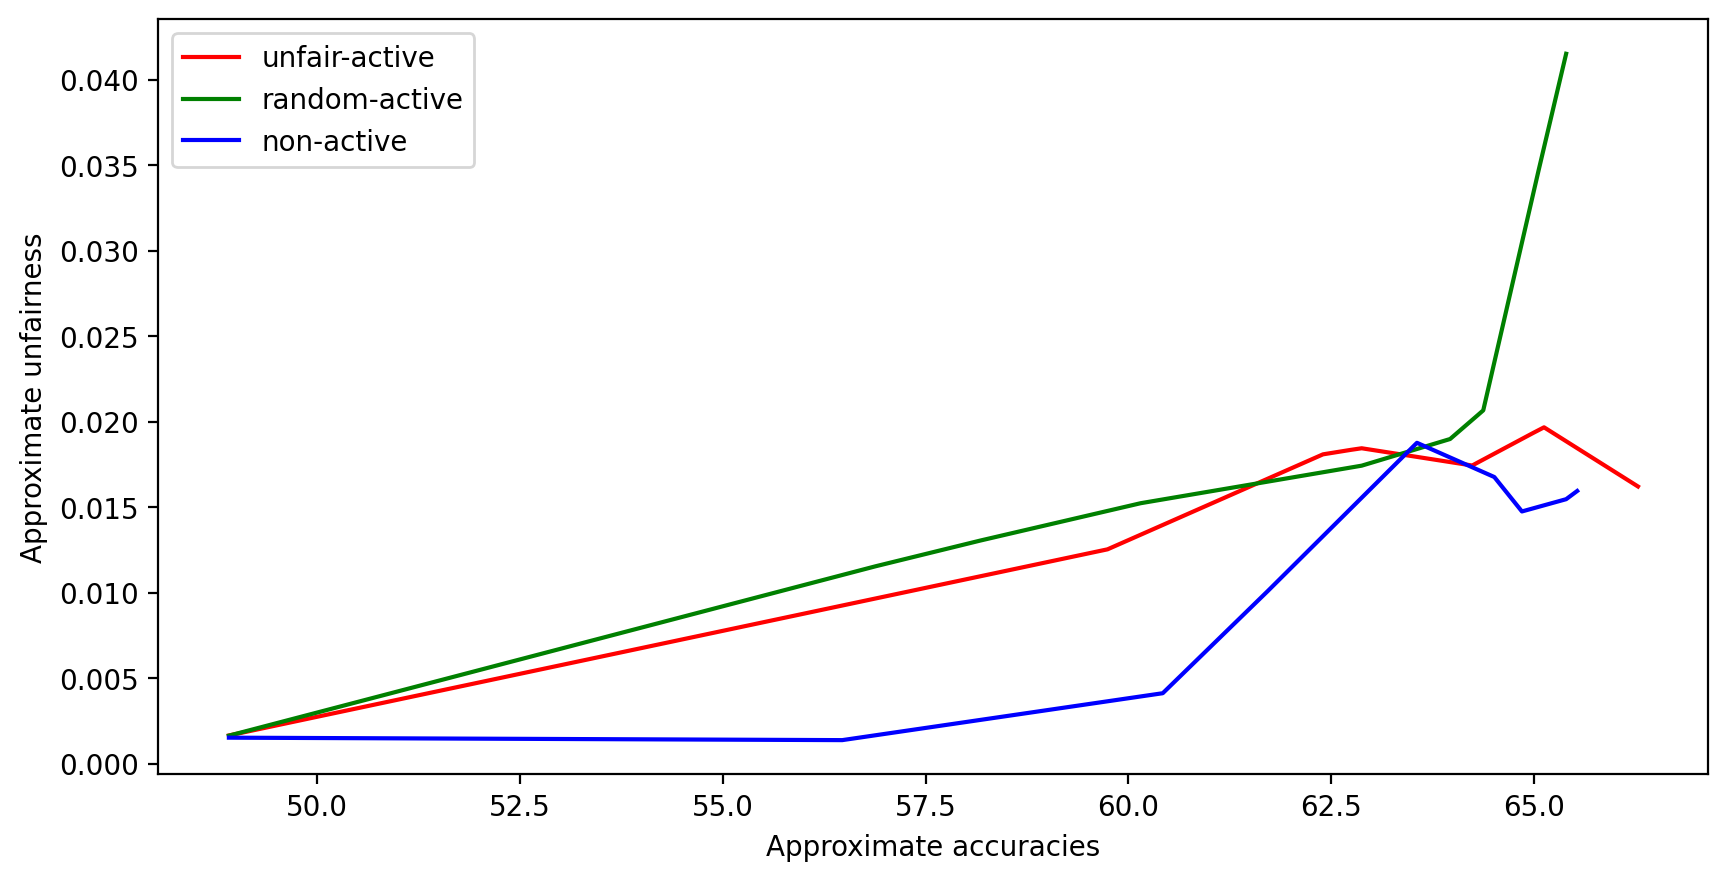 unfair-active
random-active
non-active
Approximate unfairness
0.040
0.035
0.030
0.025
0.020
0.015
0.010
0.005
0.000
50.0 52.5 55.0 57.5 60.0 62.5 65.0
Approximate accuracies